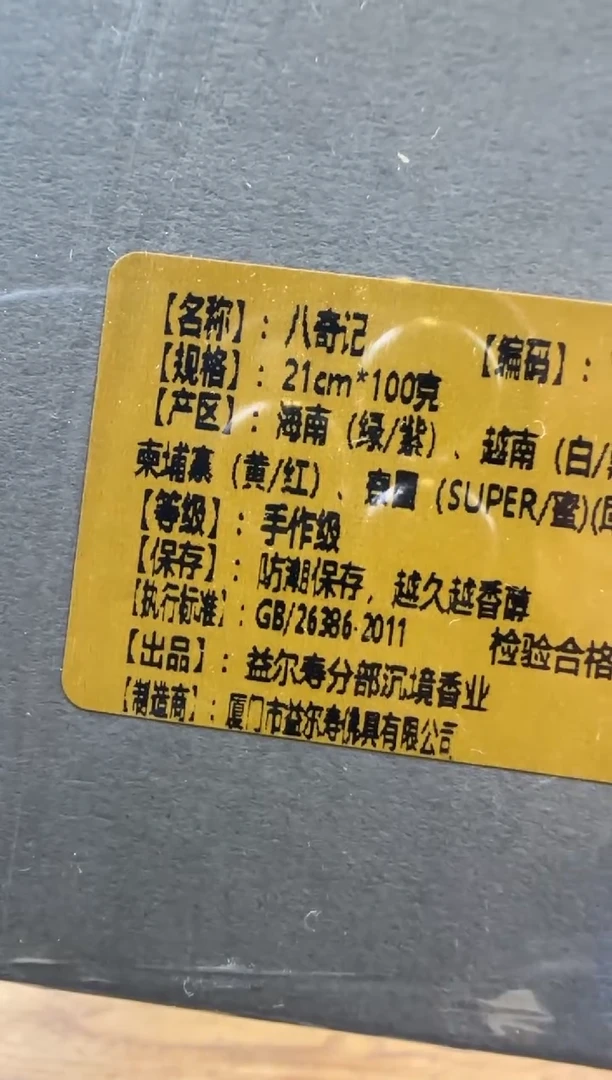 【名称】：八奇记 【编码】：
【规格】：21cm*100克
【产区】：海南（绿/紫）、越南（白/
柬埔寨（黄/红）、（SUPER/蜜)(
【等级】：手作级
【保存】：防潮保存，越久越香醇
【执行标准】：GB/26386-2011 检验合格
【出品】：益尔寿分部沉境香业
【制造商】：厦门市益尔寿佛具有限公司